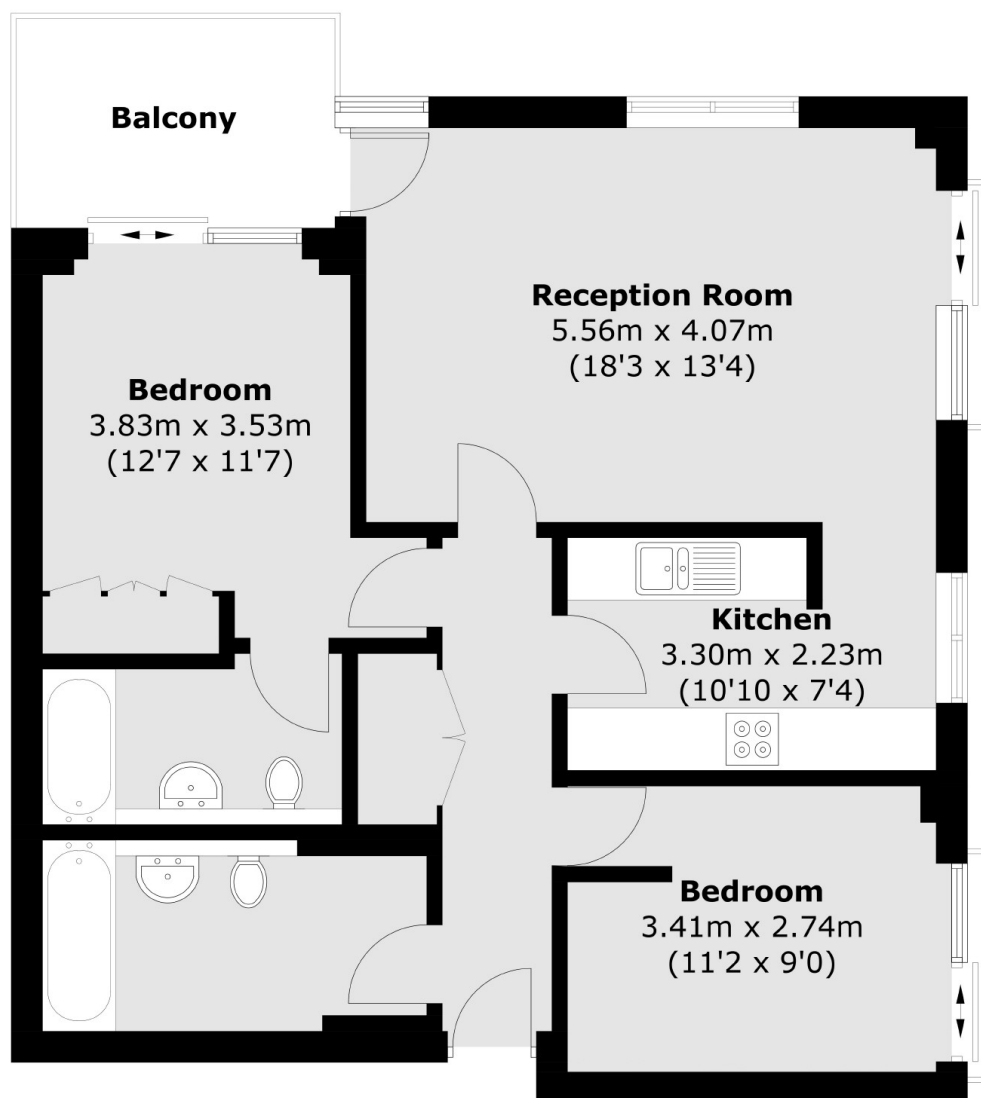 Balcony
Reception Room
5.56m x 4.07m
(18'3 x 13'4)
Bedroom
3.83m x 3.53m
(12'7 x 11'7)
Kitchen
3.30m x 2.23m
(10'10 x 7'4)
Bedroom
3.41m x 2.74m
(11'2 x 9'0)